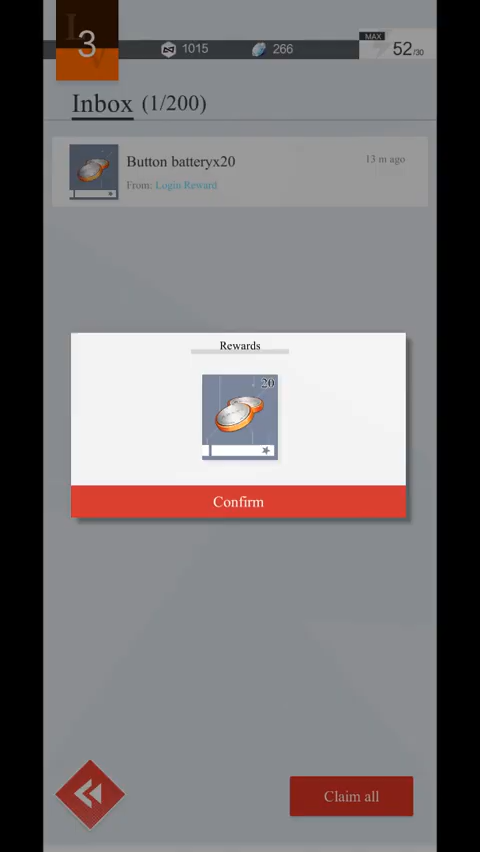 LV
3
1015
266
MAX
52/30
Inbox (1/200)
Button batteryx20
13 m ago
From: Login Reward
Rewards
20
Confirm
Claim all